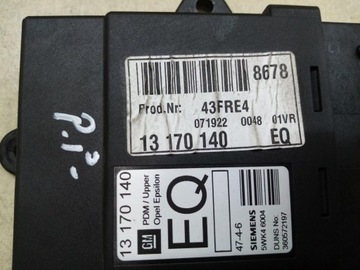 8678
Prod.Nr: 43FRE4
071922 0048 01VR
13 170 140 EQ
13 170 140
GM
PDM / Upper
Opel Epsilon
EQ
47-4-6
SIEMENS
5WK4 6004
DUNS No:
360572197